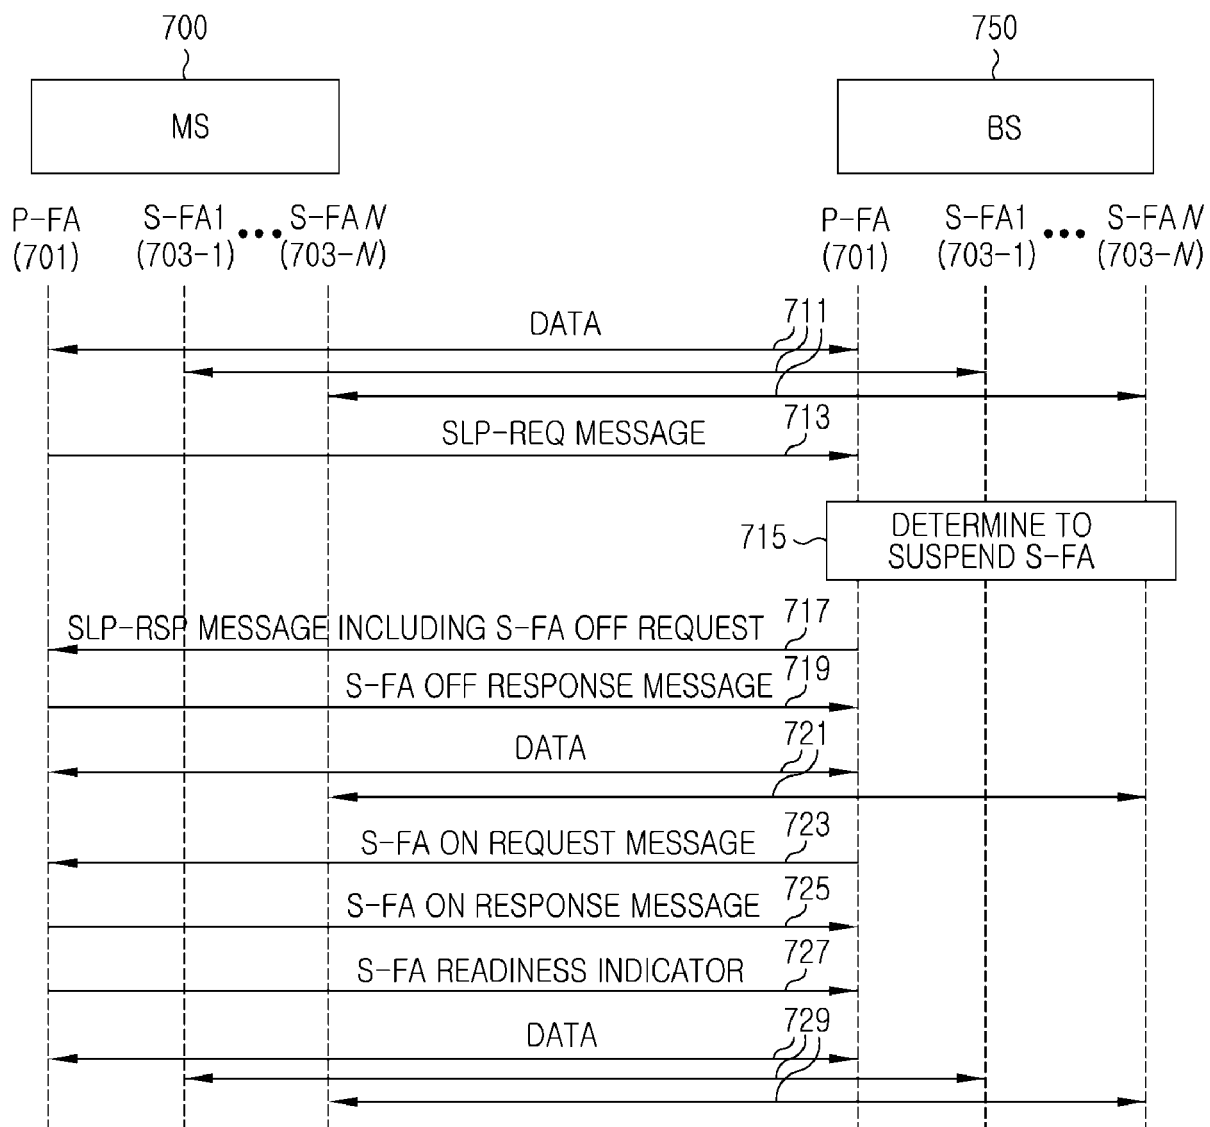 700
750
MS
BS
P-FA S-FA1 ••• S-FAN
(701) (703-1) (703-N)
P-FA S-FA1 ••• S-FAN
(701) (703-1) (703-N)
DATA 711
SLP-REQ MESSAGE 713
715 DETERMINE TO
SUSPEND S-FA
SLP-RSP MESSAGE INCLUDING S-FA OFF REQUEST 717
S-FA OFF RESPONSE MESSAGE 719
DATA 721
S-FA ON REQUEST MESSAGE 723
S-FA ON RESPONSE MESSAGE 725
S-FA READINESS INDICATOR 727
DATA 729